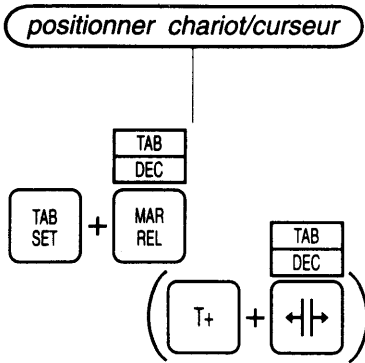 positionner chariot/curseur
TAB
DEC
TAB
SET
+
MAR
REL
TAB
DEC
(
T+
+
)